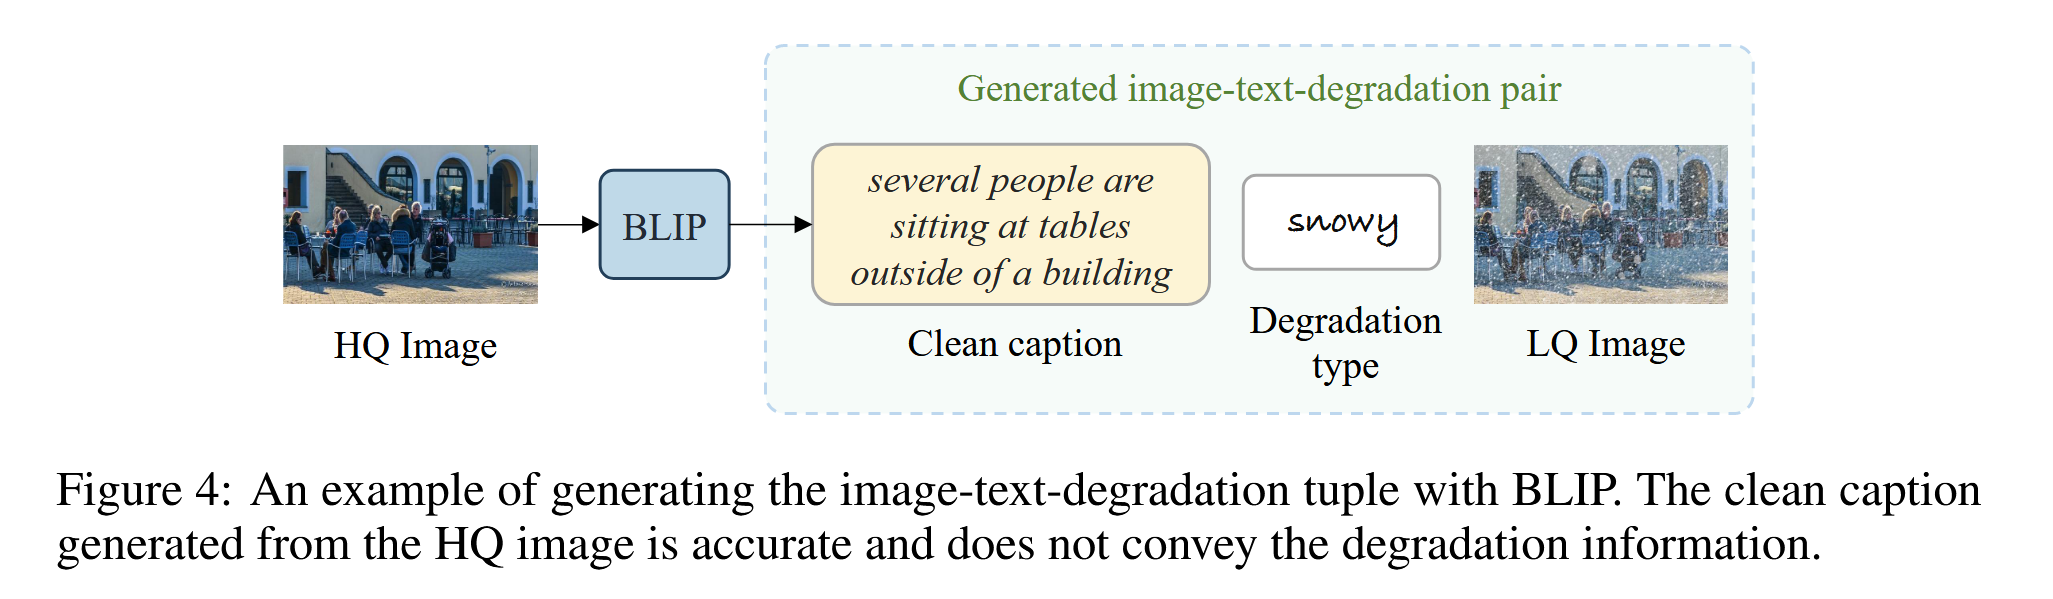 Generated image-text-degradation pair
BLIP
several people are
sitting at tables
outside of a building
snowy
HQ Image
Clean caption
Degradation
type
LQ Image
Figure 4: An example of generating the image-text-degradation tuple with BLIP. The clean caption
generated from the HQ image is accurate and does not convey the degradation information.